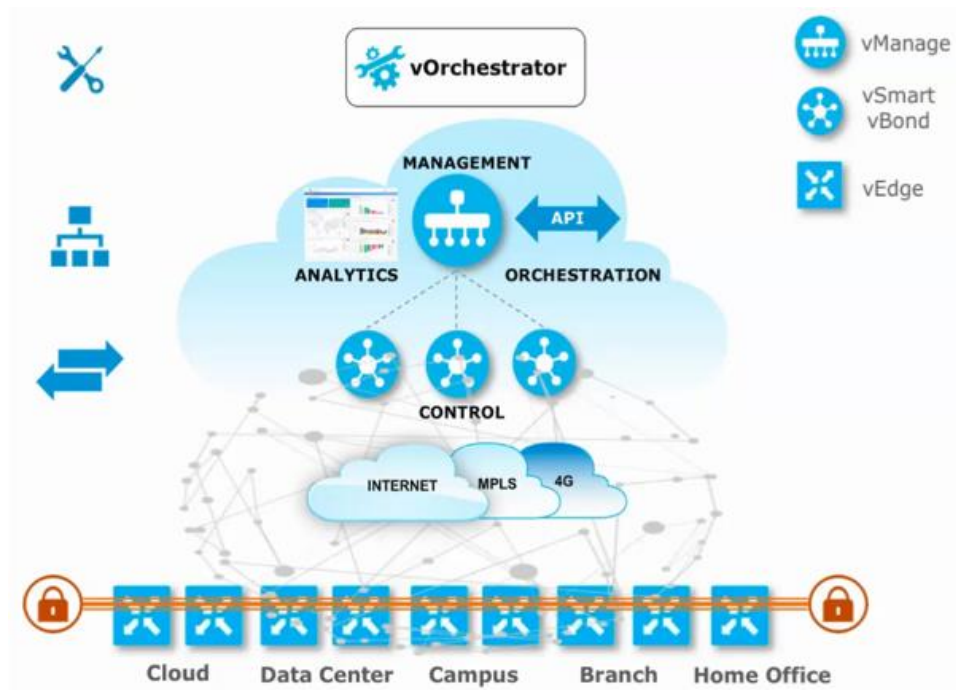 vOrchestrator
vManage
vSmart
vBond
vEdge
MANAGEMENT
API
ANALYTICS
ORCHESTRATION
CONTROL
INTERNET
MPLS
4G
Cloud
Data Center
Campus
Branch
Home Office